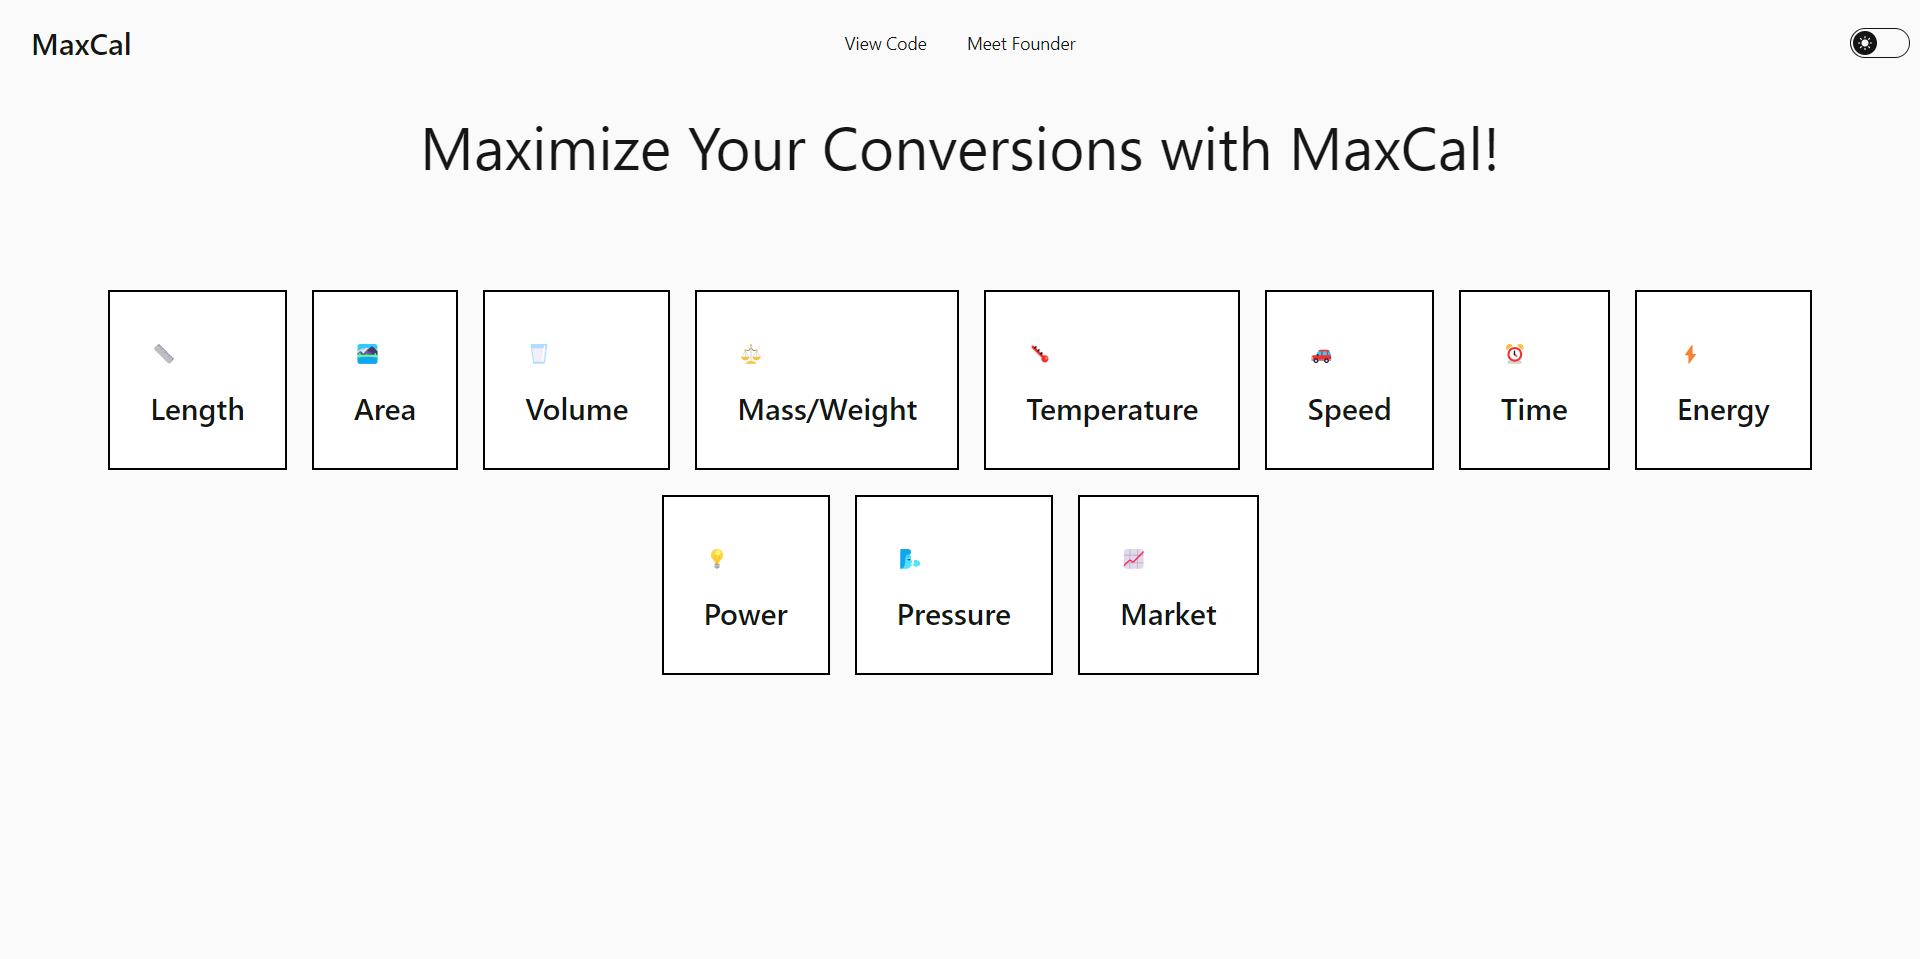 MaxCal
View Code Meet Founder
Maximize Your Conversions with MaxCal!
Length Area Volume Mass/Weight Temperature Speed Time Energy
Power Pressure Market